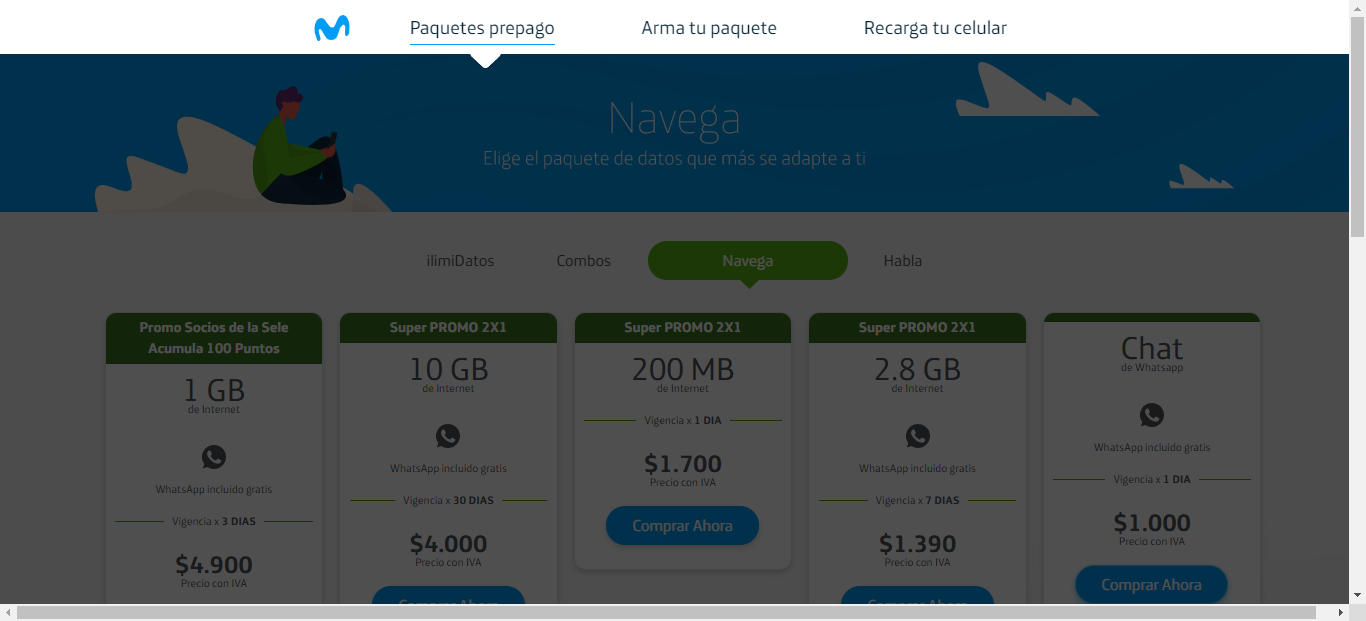 Paquetes prepago
Arma tu paquete
Recarga tu celular
Navega
Elige el paquete de datos que más se adapte a ti
ilimiDatos
Combos
Navega
Habla
Promo Socios de la Sele
Acumula 100 Puntos
1 GB
de Internet
WhatsApp incluido gratis
Vigencia x 3 DIAS
$4.900
Precio con IVA
Super PROMO 2X1
10 GB
de Internet
WhatsApp incluido gratis
Vigencia x 30 DIAS
$4.000
Precio con IVA
Comprar Ahora
Super PROMO 2X1
200 MB
de Internet
Vigencia x 1 DIA
$1.700
Precio con IVA
Comprar Ahora
Super PROMO 2X1
2.8 GB
de Internet
WhatsApp incluido gratis
Vigencia x 7 DIAS
$1.390
Precio con IVA
Comprar Ahora
Chat
de Whatsapp
WhatsApp incluido gratis
Vigencia x 1 DIA
$1.000
Precio con IVA
Comprar Ahora